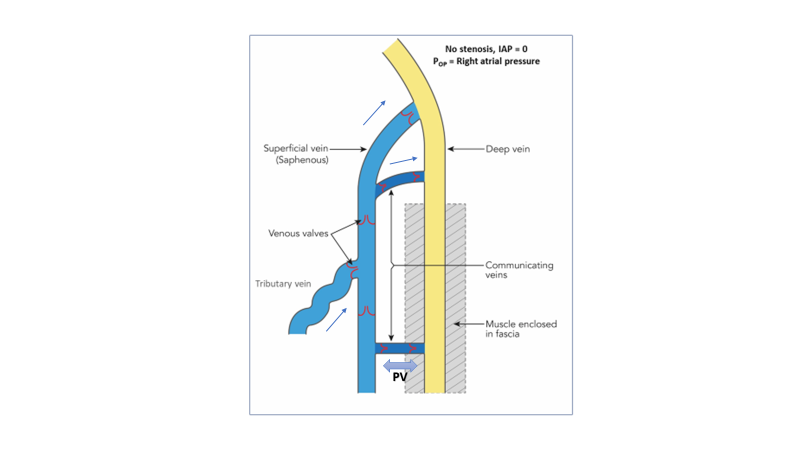 No stenosis, IAP = 0
POP = Right atrial pressure
Superficial vein
(Saphenous)
Deep vein
Venous valves
Tributary vein
Communicating
veins
Muscle enclosed
in fascia
PV